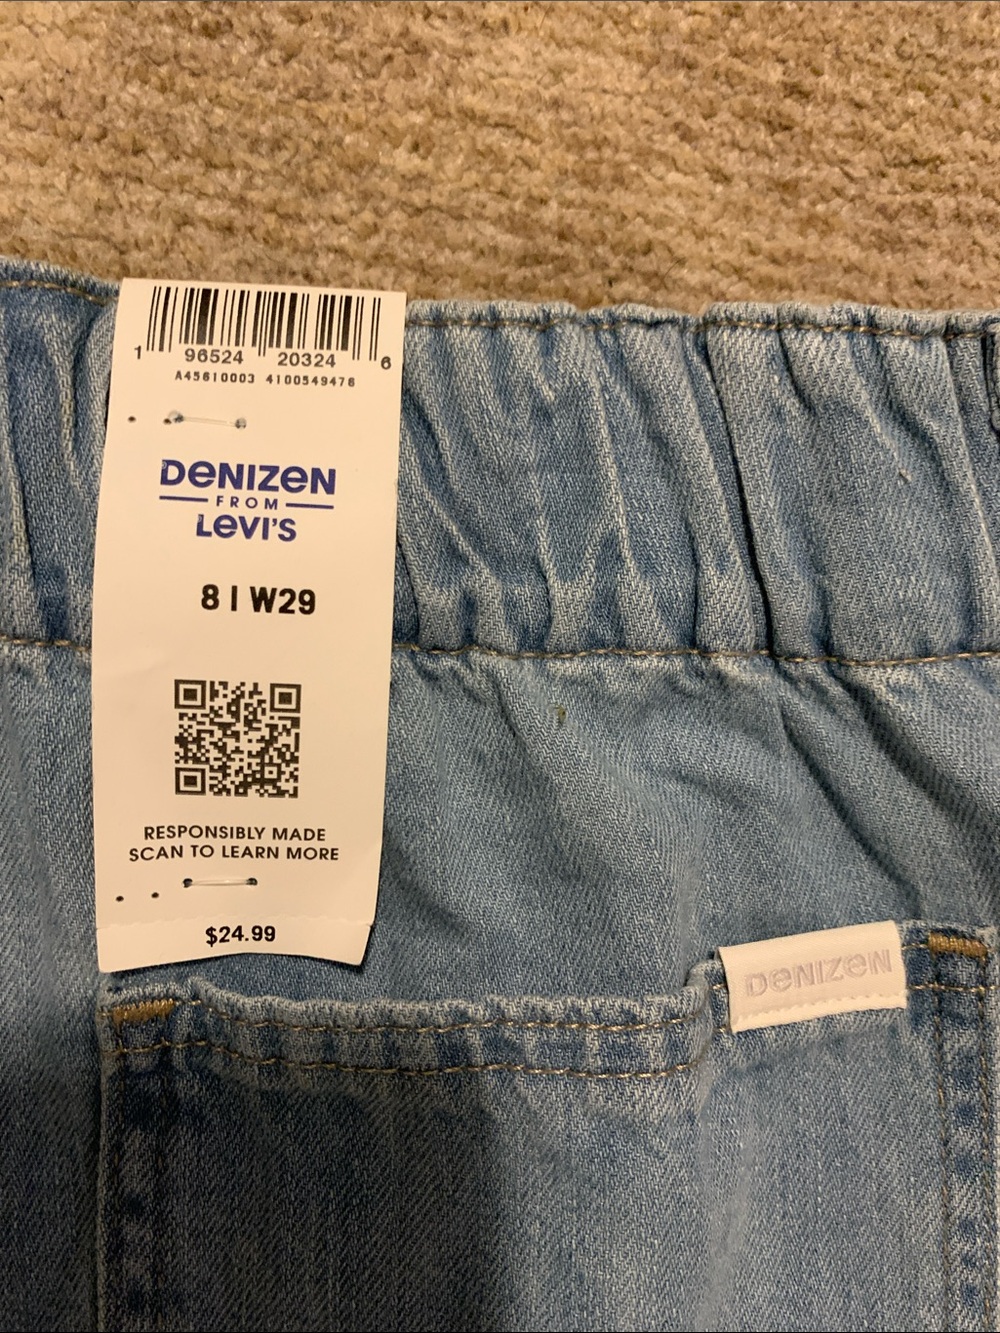 1 96524 20324 6
A45610003 4100549476
DENIZEN
FROM
LEVI'S
8 | W29
RESPONSIBLY MADE
SCAN TO LEARN MORE
$24.99
DENIZEN